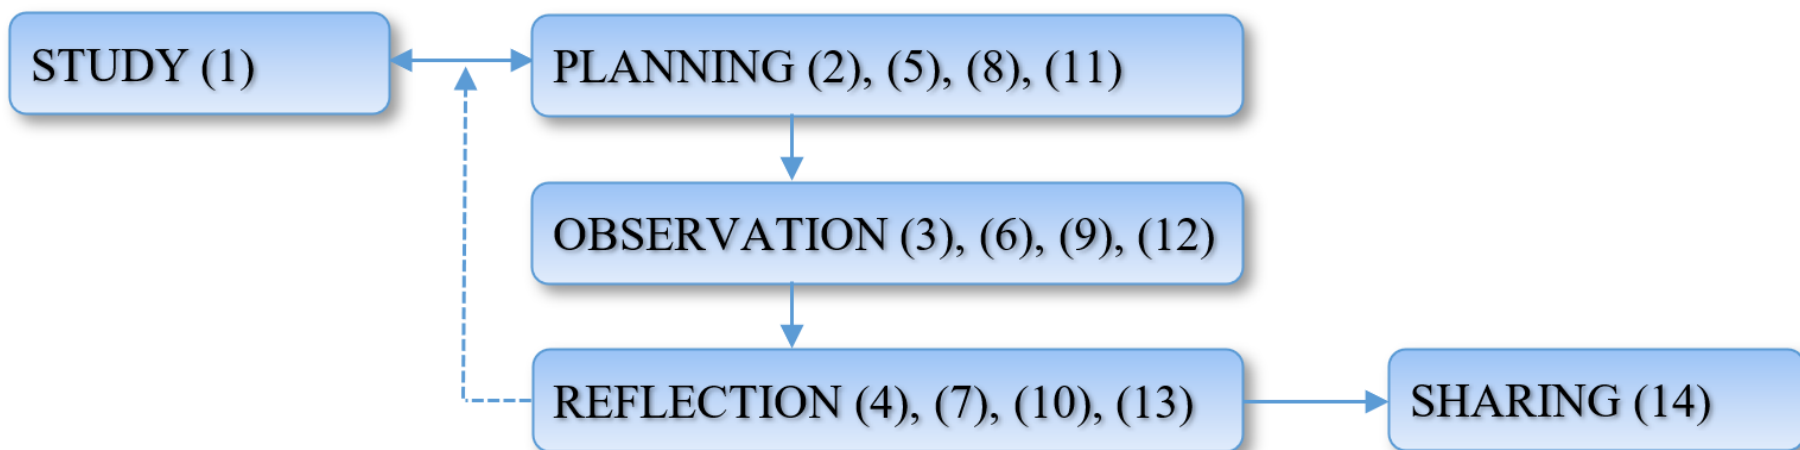 STUDY (1)
PLANNING (2), (5), (8), (11)
OBSERVATION (3), (6), (9), (12)
REFLECTION (4), (7), (10), (13)
SHARING (14)